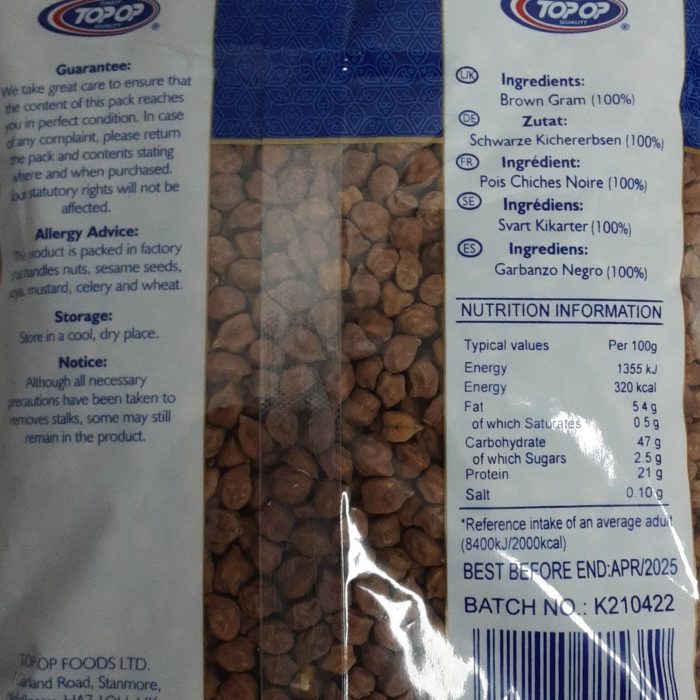 TOPOP
®
Guarantee:
We take great care to ensure that
the content of this pack reaches
you in perfect condition. In case
of any complaint, please return
the pack and contents stating
where and when purchased.
Your statutory rights will not be
affected.
Allergy Advice:
This product is packed in factory
that handles nuts, sesame seeds,
soya, mustard, celery and wheat.
Storage:
Store in a cool, dry place.
Notice:
Although all necessary
precautions have been taken to
removes stalks, some may still
remain in the product.
TOPOP FOODS LTD.
Road, Stanmore,
TOPOP
QUALITY
®
UK Ingredients:
Brown Gram (100%)
DE Zutat:
Schwarze Kichererbsen (100%)
FR Ingrédient:
Pois Chiches Noire (100%)
SE Ingrédiens:
Svart Kikarter (100%)
ES Ingrediens:
Garbanzo Negro (100%)
NUTRITION INFORMATION
Typical values Per 100g
Energy 1355 kJ
Energy 320 kcal
Fat 5.4 g
of which Saturates 0.5 g
Carbohydrate 47 g
of which Sugars 2.5 g
Protein 21 g
Salt 0.10 g
*Reference intake of an average adult
(8400kJ/2000kcal)
BEST BEFORE END:APR/2025
BATCH NO.: K210422